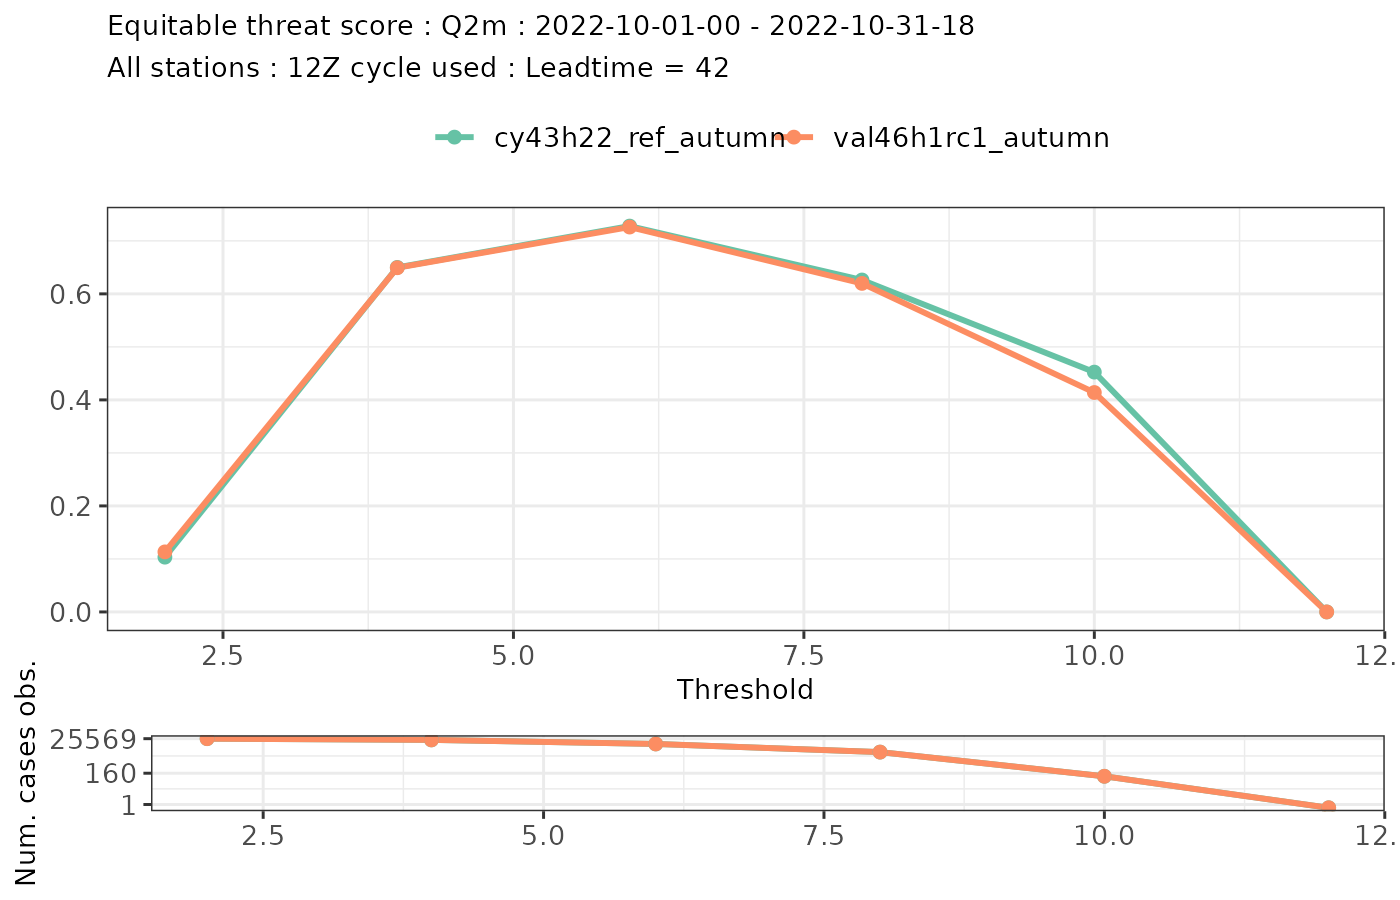 Equitable threat score : Q2m : 2022-10-01-00 - 2022-10-31-18
All stations : 12Z cycle used : Leadtime = 42
cy43h22_ref_autumn val46h1rc1_autumn
0.6
0.4
0.2
0.0
2.5 5.0 7.5 10.0 12.
Threshold
Num. cases obs.
25569
160
1
2.5 5.0 7.5 10.0 12.